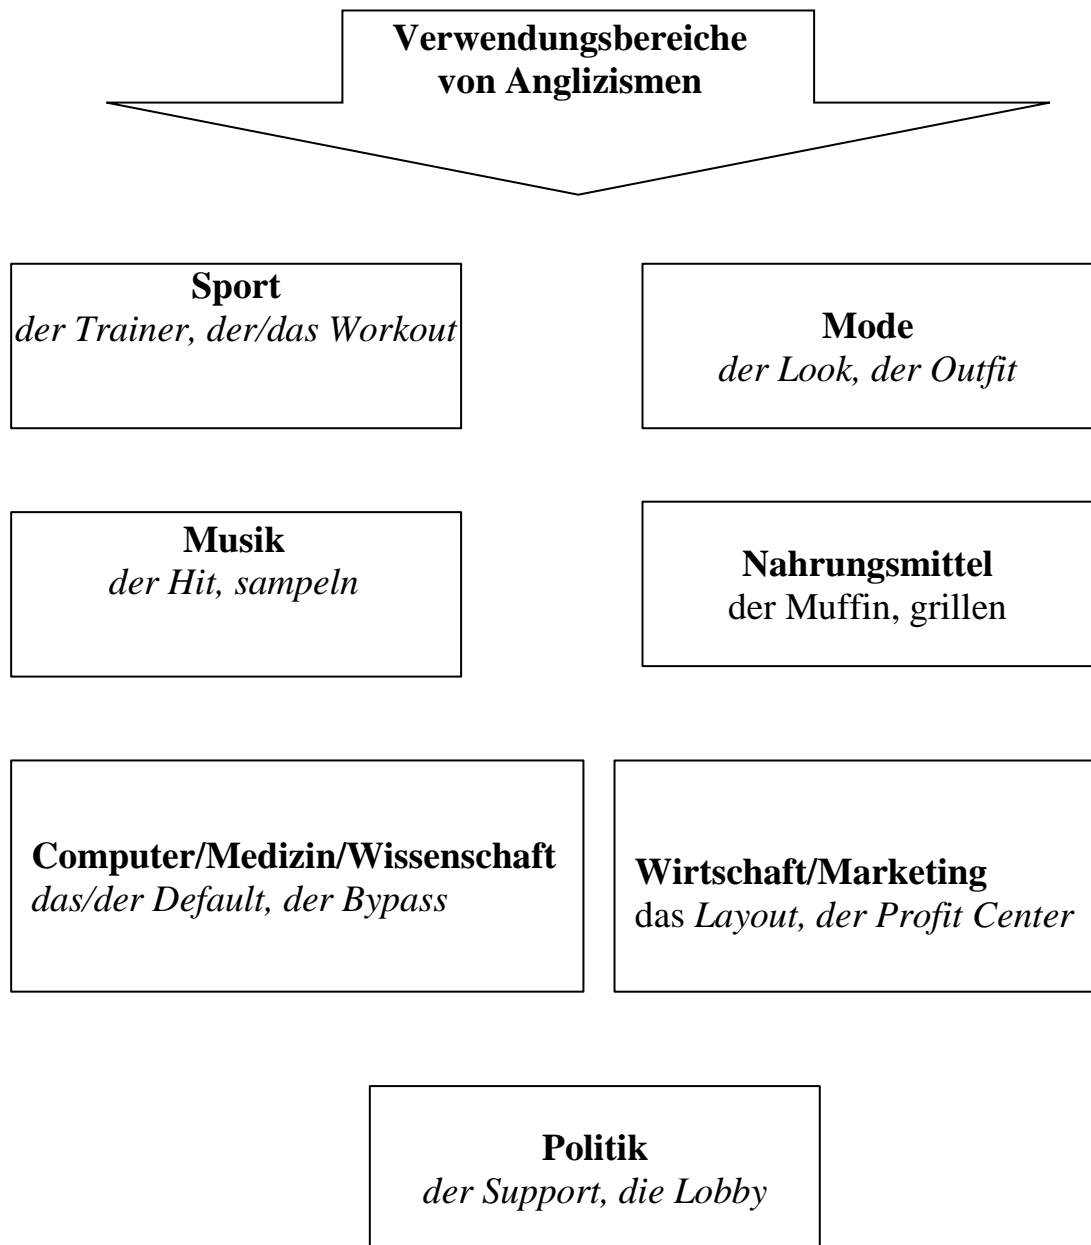 Verwendungsbereiche
von Anglizismen
Sport
der Trainer, der/das Workout
Mode
der Look, der Outfit
Musik
der Hit, sampeln
Nahrungsmittel
der Muffin, grillen
Computer/Medizin/Wissenschaft
das/der Default, der Bypass
Wirtschaft/Marketing
das Layout, der Profit Center
Politik
der Support, die Lobby